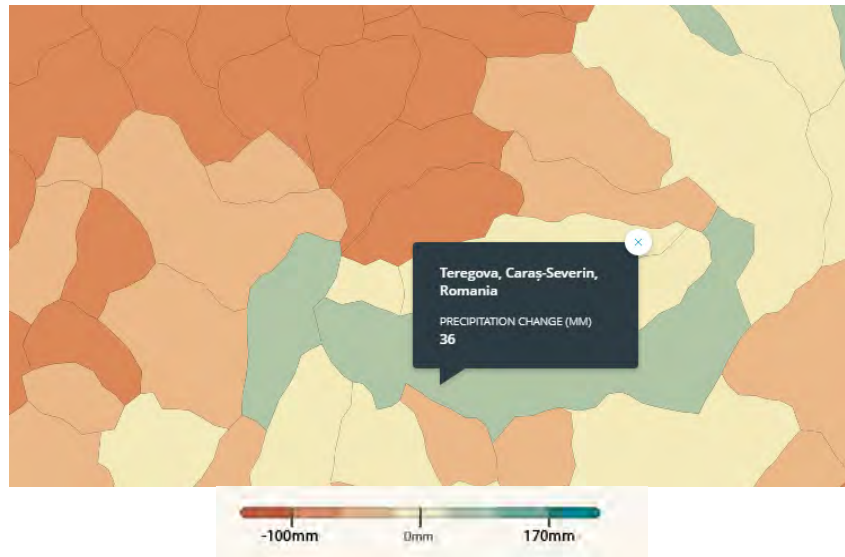 Teregova, Caraș-Severin,
Romania
PRECIPITATION CHANGE (MM)
36
-100mm 0mm 170mm